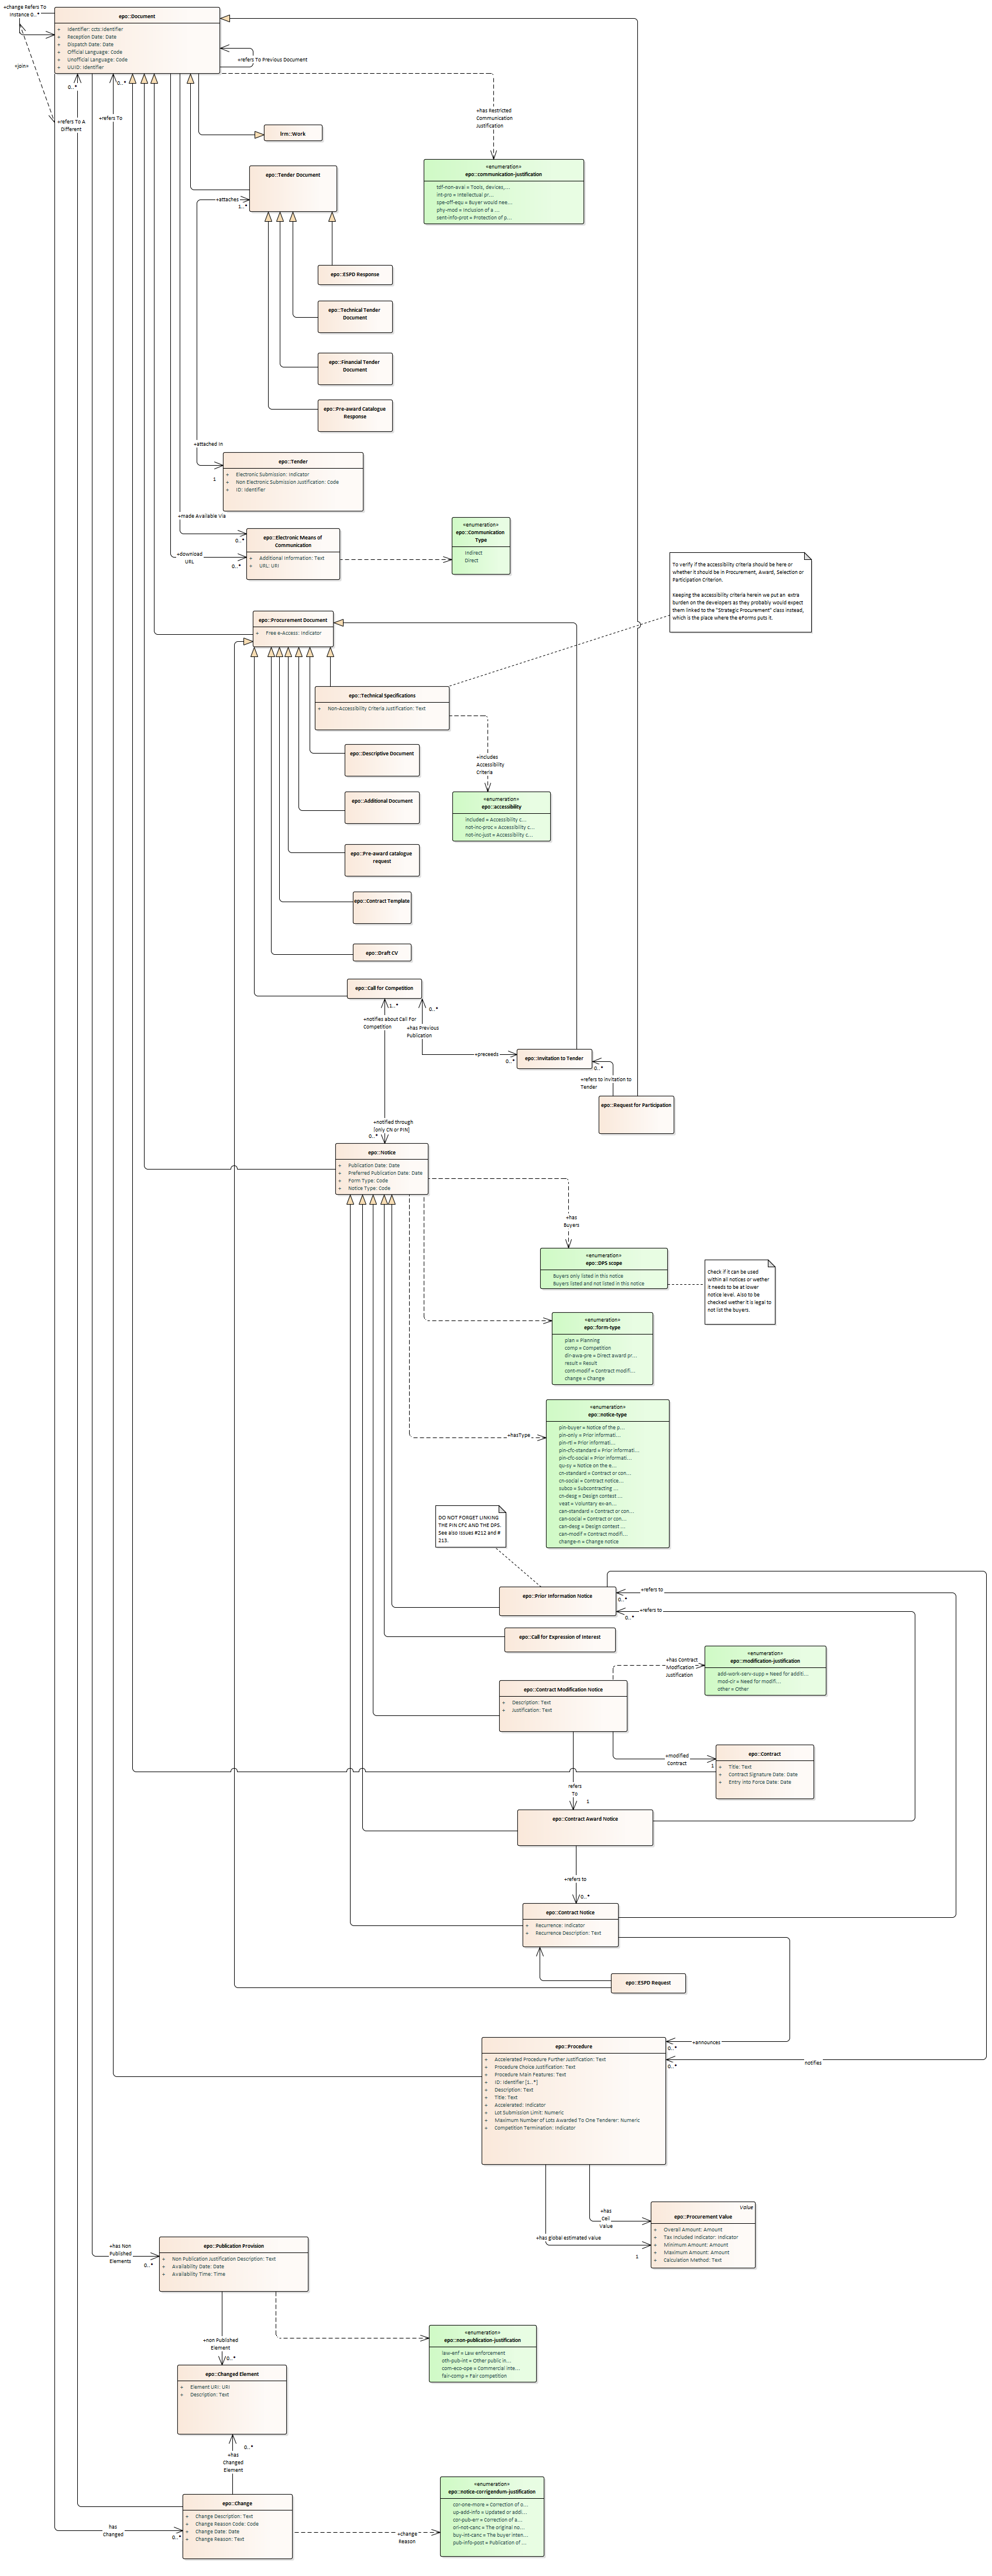 +change Refers To
Instance 0..*
«join»
epo::Document
+ Identifier: ccts:Identifier
+ Reception Date: Date
+ Dispatch Date: Date
+ Official Language: Code
+ Unofficial Language: Code
+ UUID: Identifier
+refers To Previous Document
0..*
+refers To A
Different
0..*
+refers To
+has Restricted
Communication
Justification
lrm::Work
«enumeration»
epo::communication-justification
tdf-non-avail = Tools, devices,...
int-pro = Intellectual pr...
spe-off-equ = Buyer would nee...
phy-mod = Inclusion of a ...
sent-info-prot = Protection of p...
epo::Tender Document
+attaches
1..*
epo::ESPD Response
epo::Technical Tender
Document
epo::Financial Tender
Document
epo::Pre-award Catalogue
Response
+attached In
1
epo::Tender
+ Electronic Submission: Indicator
+ Non Electronic Submission Justification: Code
+ ID: Identifier
+made Available Via
0..*
+download
URL
0..*
epo::Electronic Means of
Communication
+ Additional Information: Text
+ URL: URI
«enumeration»
epo::Communication
Type
Indirect
Direct
To verify if the accessibility criteria should be here or
whether it should be in Procurement, Award, Selection or
Participation Criterion.
Keeping the accessibility criteria herein we put an extra
burden on the developers as they probably would expect
them linked to the "Strategic Procurement" class instead,
which is the place where the eForms puts it.
epo::Procurement Document
+ Free e-Access: Indicator
epo::Technical Specifications
+ Non-Accessibility Criteria Justification: Text
+includes
Accessibility
Criteria
epo::Descriptive Document
«enumeration»
epo::accessibility
included = Accessibility c...
not-inc-proc = Accessibility c...
not-inc-just = Accessibility c...
epo::Additional Document
epo::Pre-award catalogue
request
epo::Contract Template
epo::Draft CV
epo::Call for Competition
1..*
+notifies about Call For
Competition
0..*
+has Previous
Publication
+preceeds
0..*
epo::Invitation to Tender
0..*
+refers to invitation to
Tender
epo::Request for Participation
+notified through
{only CN or PIN}
0..*
epo::Notice
+ Publication Date: Date
+ Preferred Publication Date: Date
+ Form Type: Code
+ Notice Type: Code
+has
Buyers
«enumeration»
epo::DPS scope
Buyers only listed in this notice
Buyers listed and not listed in this notice
Check if it can be used
within all notices or wether
it needs to be at lower
notice level. Also to be
checked wether it is legal to
not list the buyers.
«enumeration»
epo::form-type
plan = Planning
comp = Competition
dir-awa-pre = Direct award pr...
result = Result
cont-modif = Contract modifi...
change = Change
+hasType
«enumeration»
epo::notice-type
pin-buyer = Notice of the p...
pin-only = Prior informati...
pin-rtl = Prior informati...
pin-cfc-standard = Prior informati...
pin-cfc-social = Prior informati...
qu-sy = Notice on the e...
cn-standard = Contract or con...
cn-social = Contract notice...
subco = Subcontracting ...
cn-desg = Design contest ...
veat = Voluntary ex-an...
can-standard = Contract or con...
can-social = Contract or con...
can-desg = Design contest ...
can-modif = Contract modifi...
change-n = Change notice
DO NOT FORGET LINKING
THE PIN CFC AND THE DPS.
See also issues #212 and #
213.
epo::Prior Information Notice
+refers to
0..*
+refers to
0..*
epo::Call for Expression of Interest
+has Contract
Modfication
Justification
«enumeration»
epo::modification-justification
add-work-serv-supp = Need for additi...
mod-cir = Need for modifi...
other = Other
epo::Contract Modification Notice
+ Description: Text
+ Justification: Text
+modified
Contract
1
epo::Contract
+ Title: Text
+ Contract Signature Date: Date
+ Entry into Force Date: Date
refers
To
1
epo::Contract Award Notice
+refers to
0..*
epo::Contract Notice
+ Recurrence: Indicator
+ Recurrence Description: Text
epo::ESPD Request
+announces
0..*
notifies
0..*
epo::Procedure
+ Accelerated Procedure Further Justification: Text
+ Procedure Choice Justification: Text
+ Procedure Main Features: Text
+ ID: Identifier [1..*]
+ Description: Text
+ Title: Text
+ Accelerated: Indicator
+ Lot Submission Limit: Numeric
+ Maximum Number of Lots Awarded To One Tenderer: Numeric
+ Competition Termination: Indicator
+has
Ceil
Value
+has global estimated value
1
Value
epo::Procurement Value
+ Overall Amount: Amount
+ Tax Included Indicator: Indicator
+ Minimum Amount: Amount
+ Maximum Amount: Amount
+ Calculation Method: Text
+has Non
Published
Elements
0..*
epo::Publication Provision
+ Non Publication Justification Description: Text
+ Availability Date: Date
+ Availability Time: Time
+non Published
Element
0..*
«enumeration»
epo::non-publication-justification
law-enf = Law enforcement
oth-pub-int = Other public in...
com-eco-ope = Commercial inte...
fair-comp = Fair competition
epo::Changed Element
+ Element URI: URI
+ Description: Text
0..*
+has
Changed
Element
epo::Change
+ Change Description: Text
+ Change Reason Code: Code
+ Change Date: Date
+ Change Reason: Text
has
Changed
0..*
+change
Reason
«enumeration»
epo::notice-corrigendum-justification
cor-one-more = Correction of o...
up-add-info = Updated or addi...
cor-pub-err = Correction of a...
ori-not-canc = The original no...
buy-int-canc = The buyer inten...
pub-info-post = Publication of ...